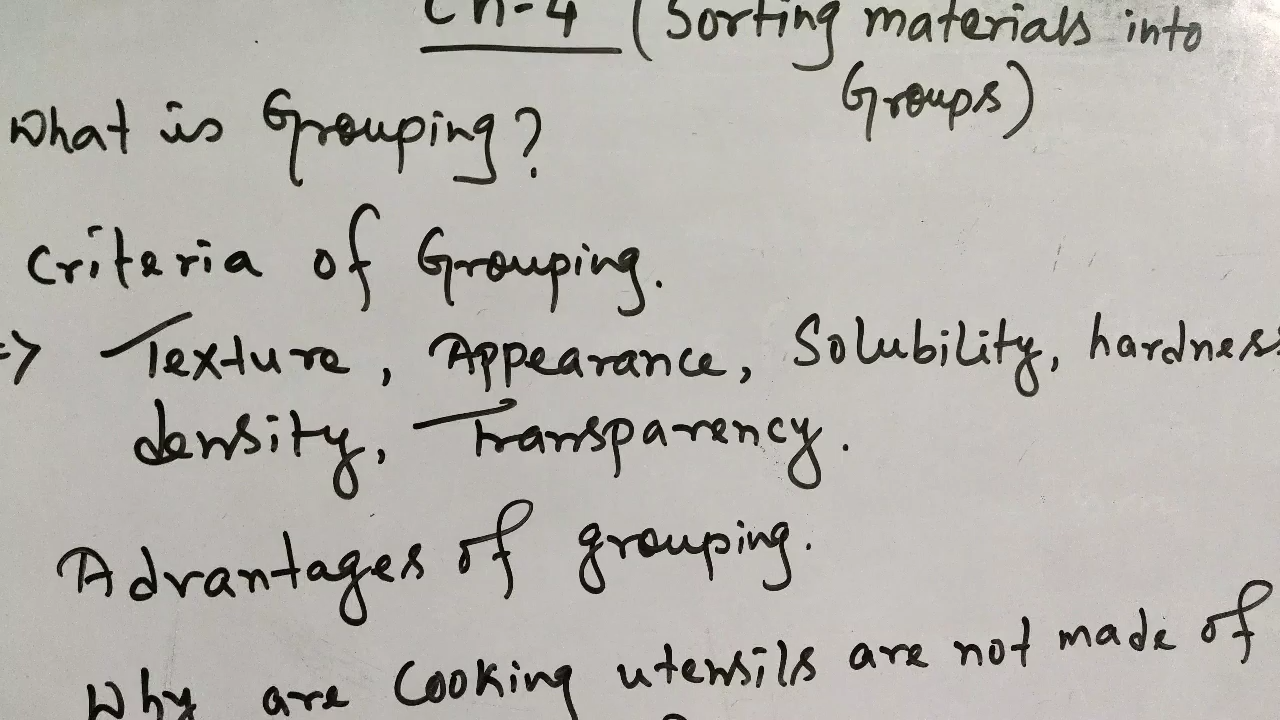 Ch-4 (Sorting materials into
Groups)
What is Grouping?
Criteria of Grouping.
=> Texture, Appearance, Solubility, hardness
density, Transparency.
Advantages of grouping.
Why are Cooking utensils are not made of